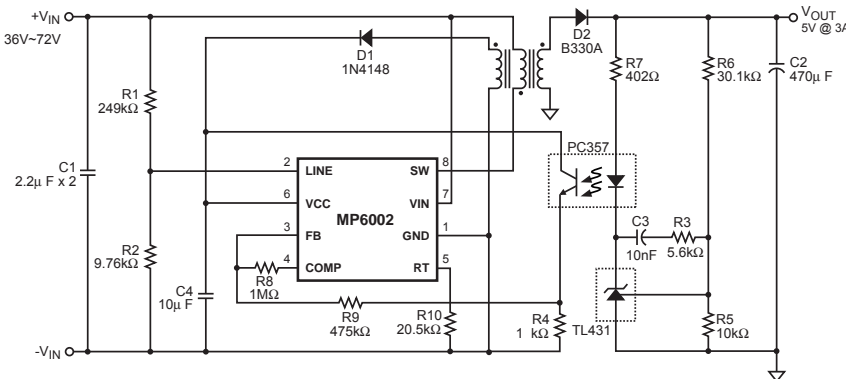 +VIN
36V~72V
D1
1N4148
D2
B330A
VOUT
5V @ 3A
R1
249kΩ
R7
402Ω
R6
30.1kΩ
C2
470µ F
C1
2.2µ F x 2
PC357
2 LINE SW 8
6 VCC VIN 7
MP6002
3 FB GND 1
4 COMP RT 5
R2
9.76kΩ
C3
10nF
R3
5.6kΩ
R8
1MΩ
C4
10µ F
R9
475kΩ
R10
20.5kΩ
R4
1 kΩ
TL431
R5
10kΩ
-VIN